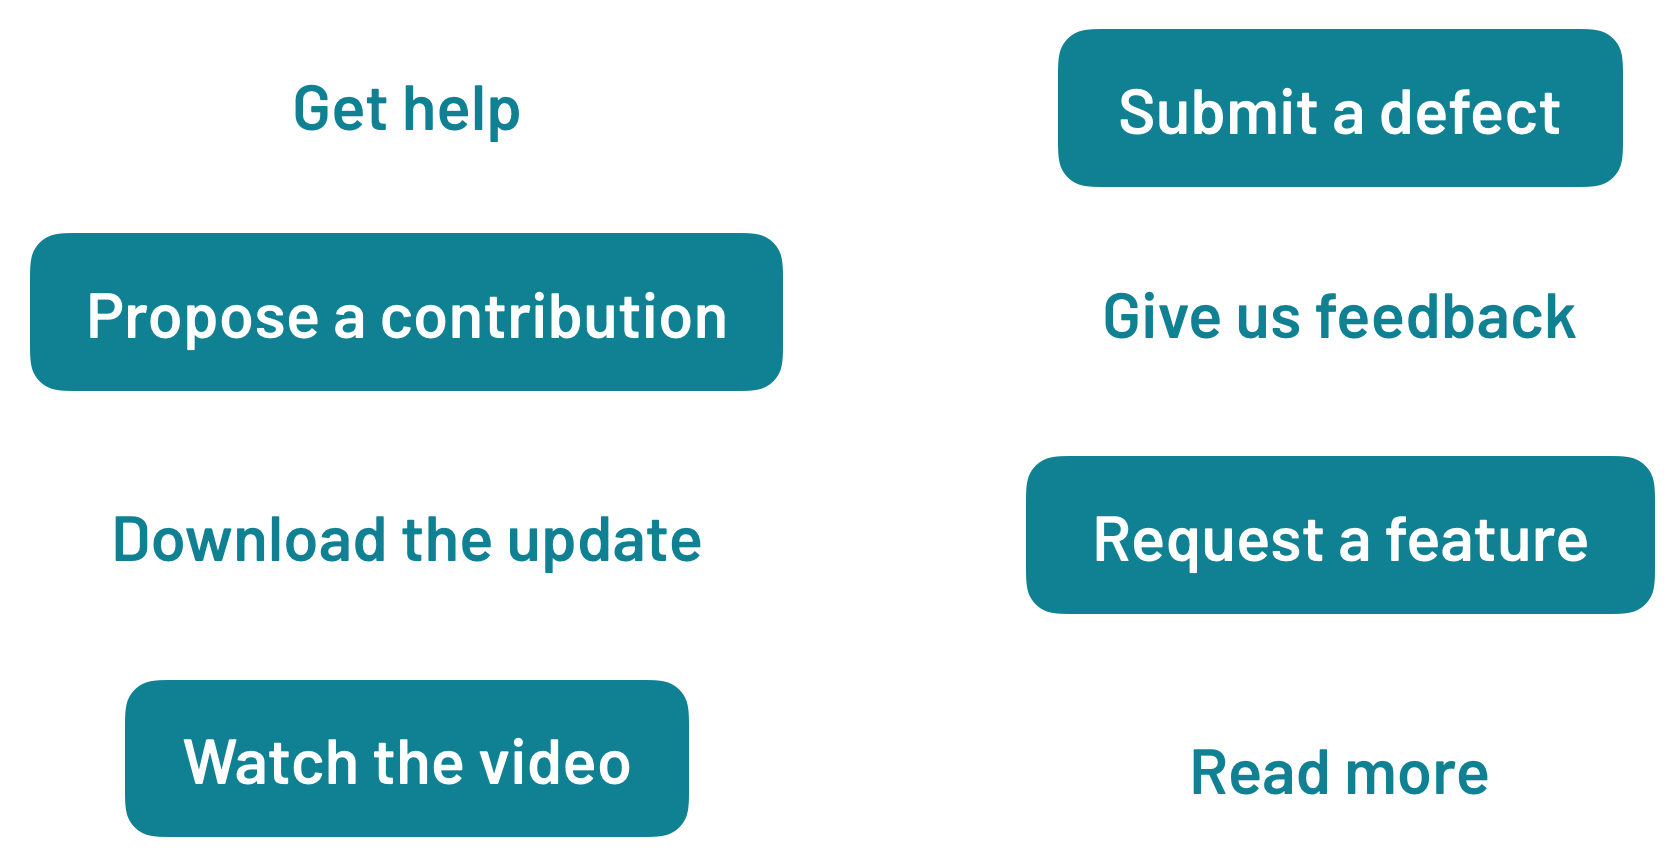 Get help
Submit a defect
Propose a contribution
Give us feedback
Download the update
Request a feature
Watch the video
Read more